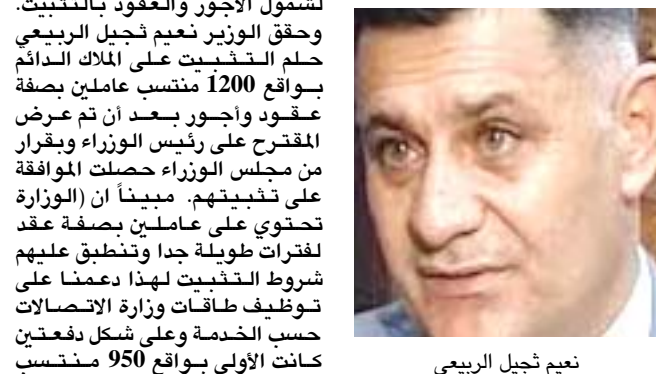 لشمول الأجور والعقود بالتثبيت.
وحقق الوزير نعيم ثجيل الربيعي
حلم التثبيت على الملاك الدائم
بواقع 1200 منتسب عاملين بصفة
عقود وأجور بعد أن تم عرض
المقترح على رئيس الوزراء وبقرار
من مجلس الوزراء حصلت الموافقة
على تثبيتهم. مبيناً ان (الوزارة
تحتوي على عاملين بصفة عقد
لفترات طويلة جدا وتنطبق عليهم
شروط التثبيت لهذا دعمنا على
توظيف طاقات وزارة الاتصالات
حسب الخدمة وعلى شكل دفعتين
كانت الأولى بواقع 950 منتسب
نعيم ثجيل الربيعي